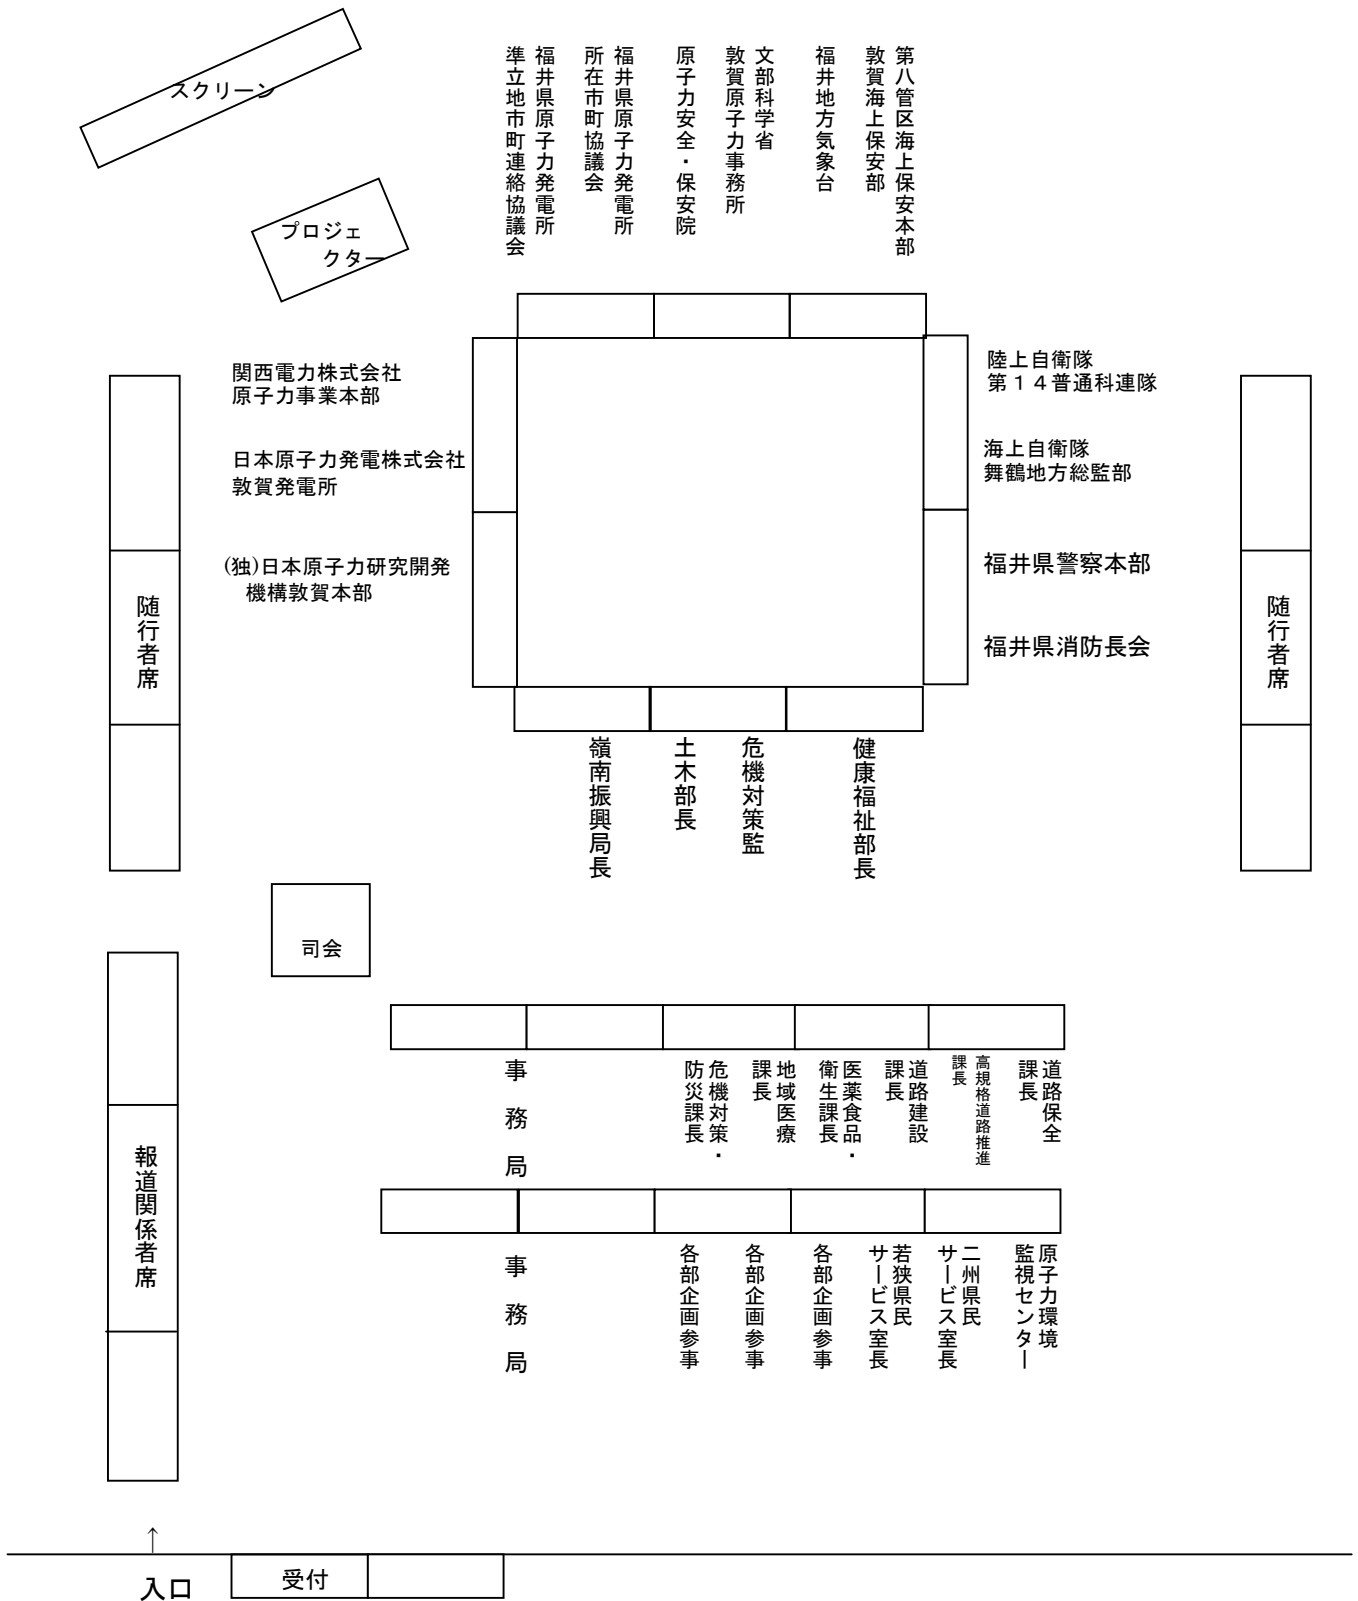 スクリーン
プロジェ
クター
福井県原子力発電所
準立地市町連絡協議会
福井県原子力発電所
所在市町協議会
原子力安全・保安院
文部科学省
敦賀原子力事務所
福井地方気象台
第八管区海上保安本部
敦賀海上保安部
関西電力株式会社
原子力事業本部
日本原子力発電株式会社
敦賀発電所
(独)日本原子力研究開発
機構敦賀本部
陸上自衛隊
第１４普通科連隊
海上自衛隊
舞鶴地方総監部
福井県警察本部
福井県消防長会
随行者席
随行者席
嶺南振興局長
土木部長
危機対策監
健康福祉部長
司会
事務局
危機対策・
防災課長
地域医療
課長
医薬食品・
衛生課長
道路建設
課長
高規格道路推進
課長
道路保全
課長
報道関係者席
事務局
各部企画参事
各部企画参事
各部企画参事
若狭県民
サービス室長
二州県民
サービス室長
原子力環境
監視センター
↑
入口
受付